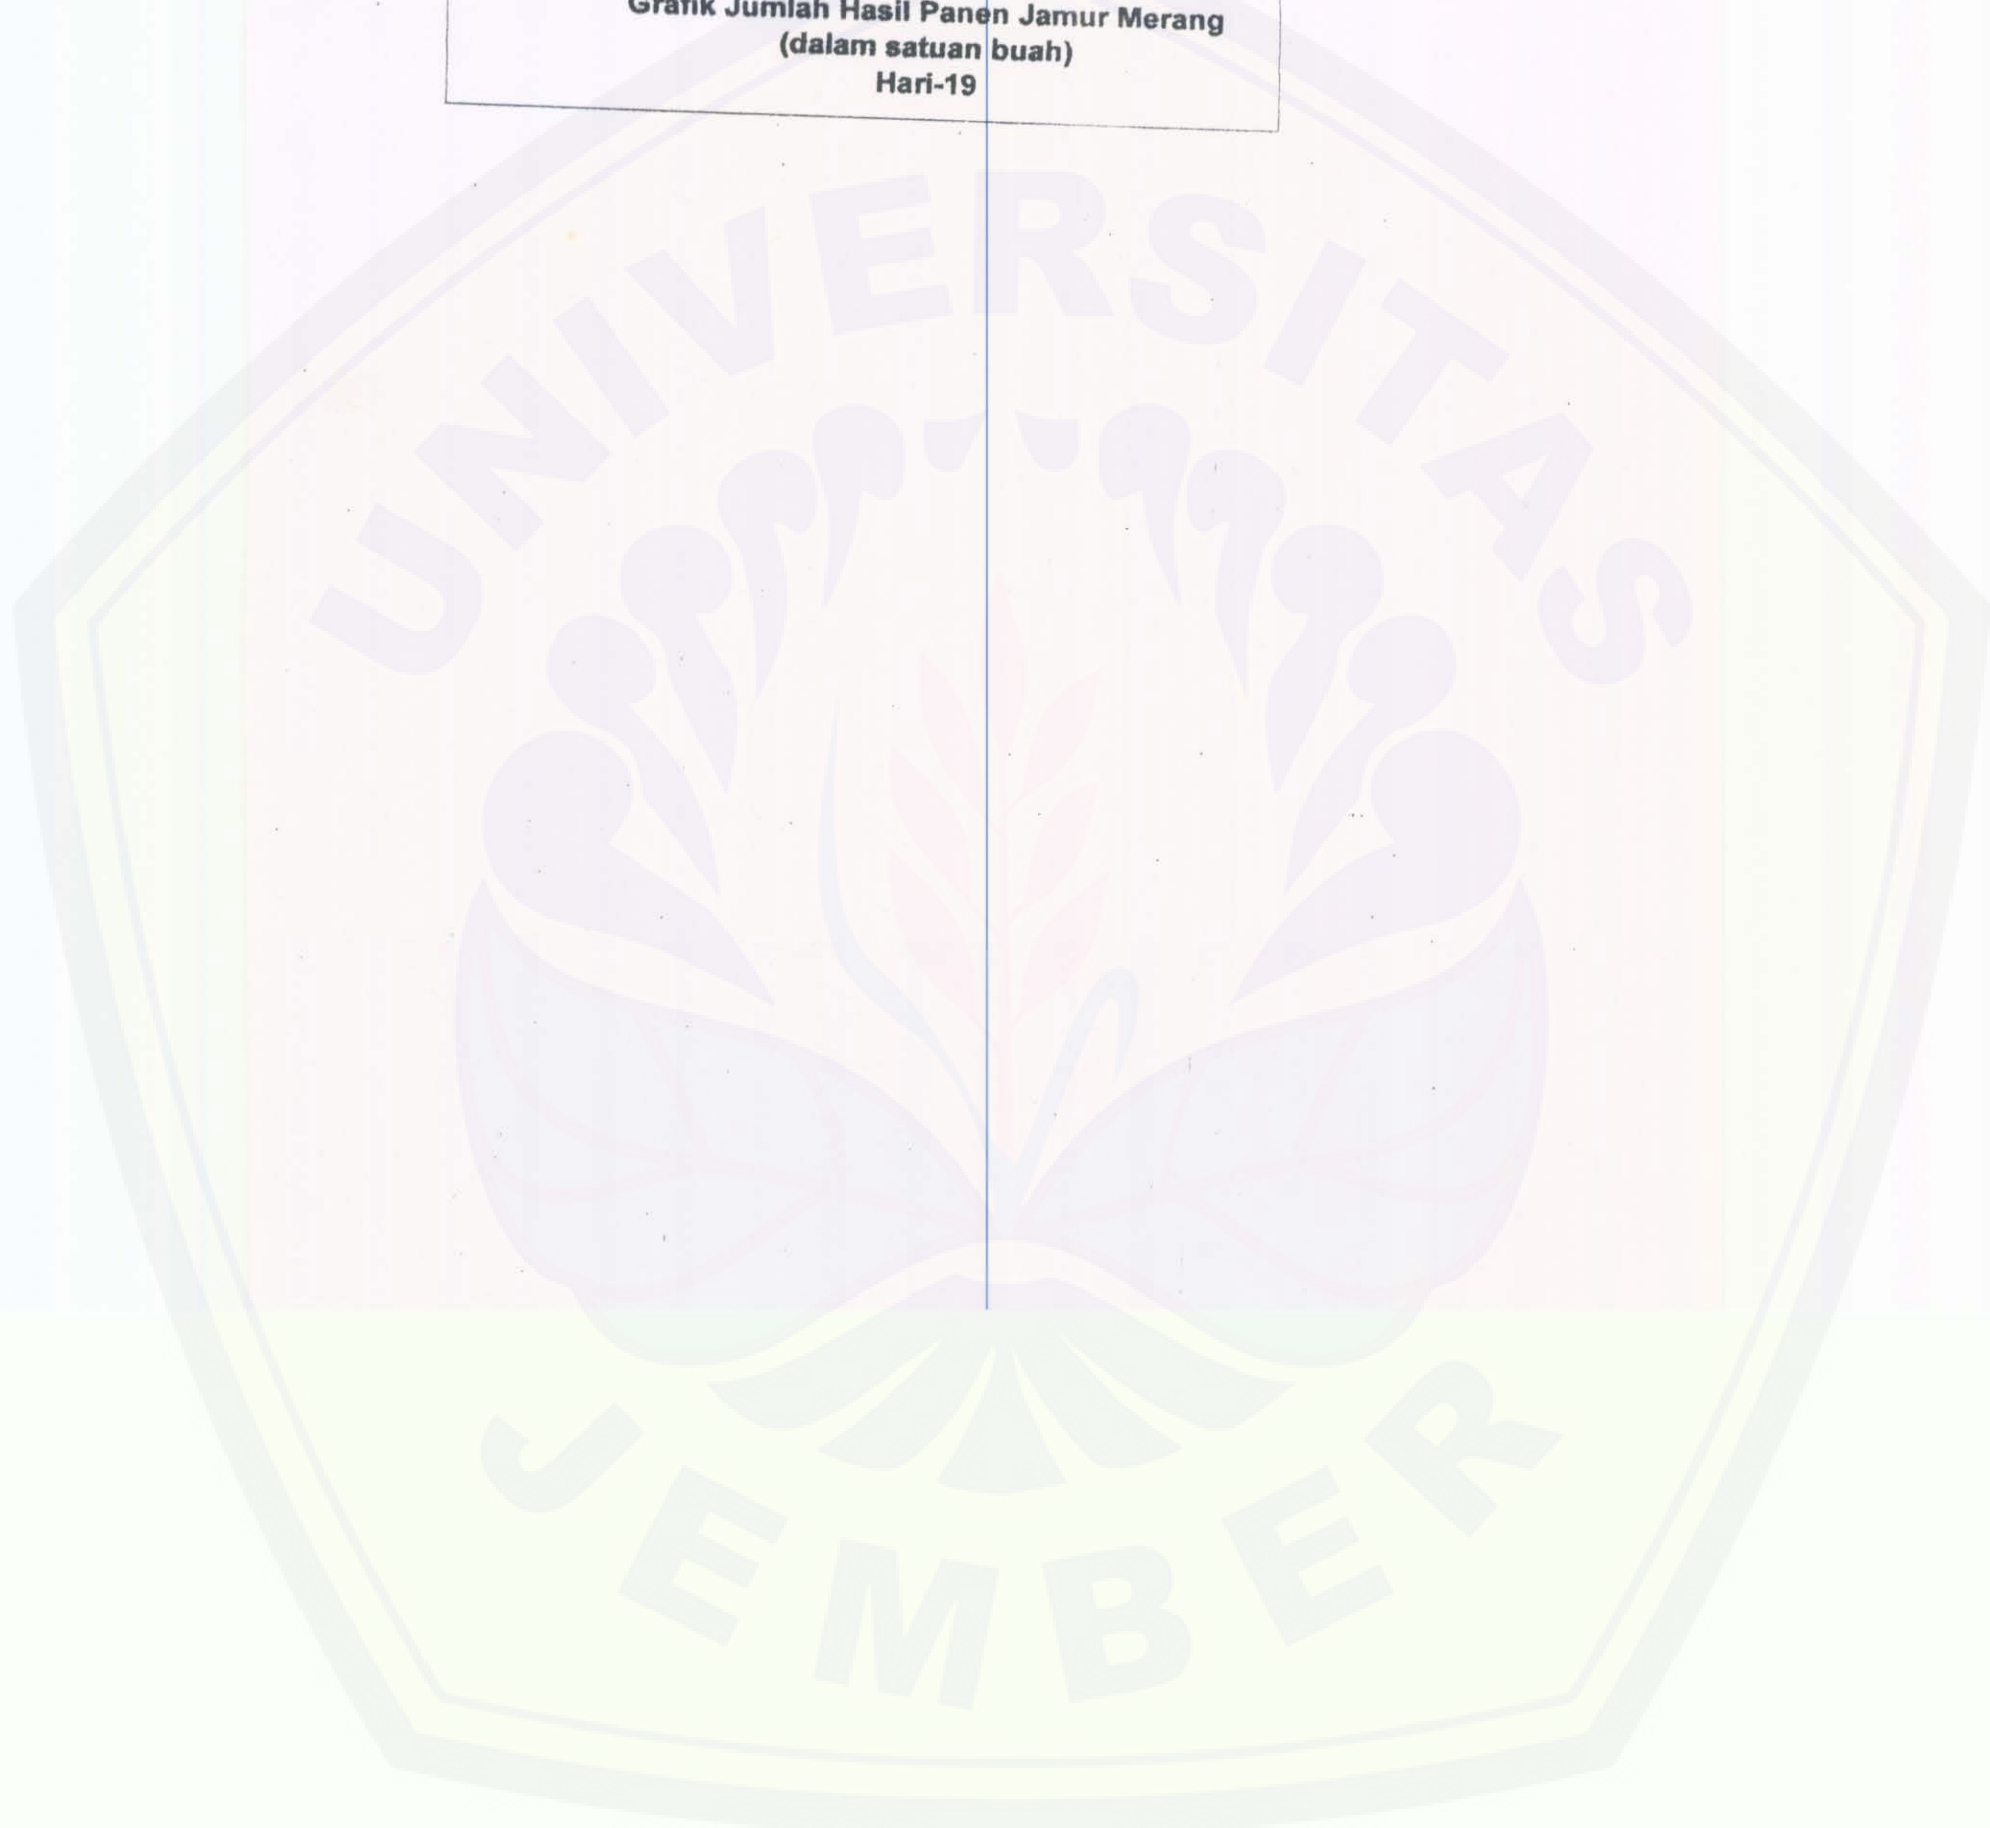 Grafik Jumlah Hasil Panen Jamur Merang
(dalam satuan buah)
Hari-19
UNIVERSITAS
JEMBER